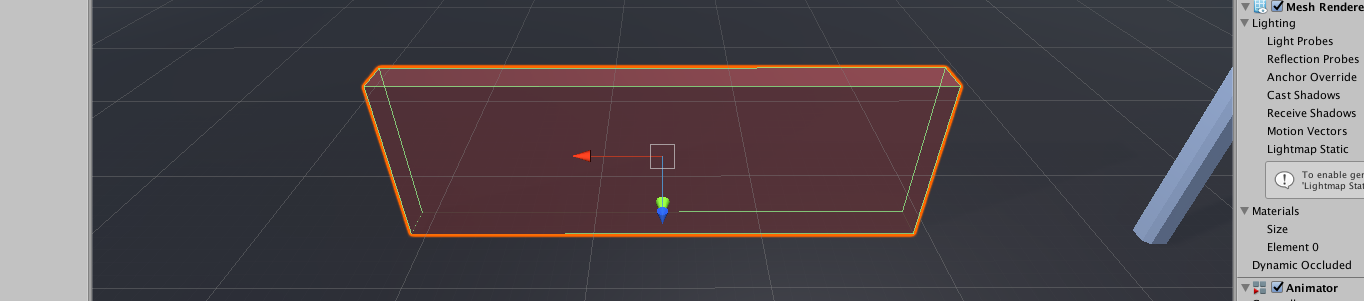 Mesh Rendere
Lighting
Light Probes
Reflection Probes
Anchor Override
Cast Shadows
Receive Shadows
Motion Vectors
Lightmap Static
To enable ger
"Lightmap Stat
Materials
Size
Element 0
Dynamic Occluded
Animator